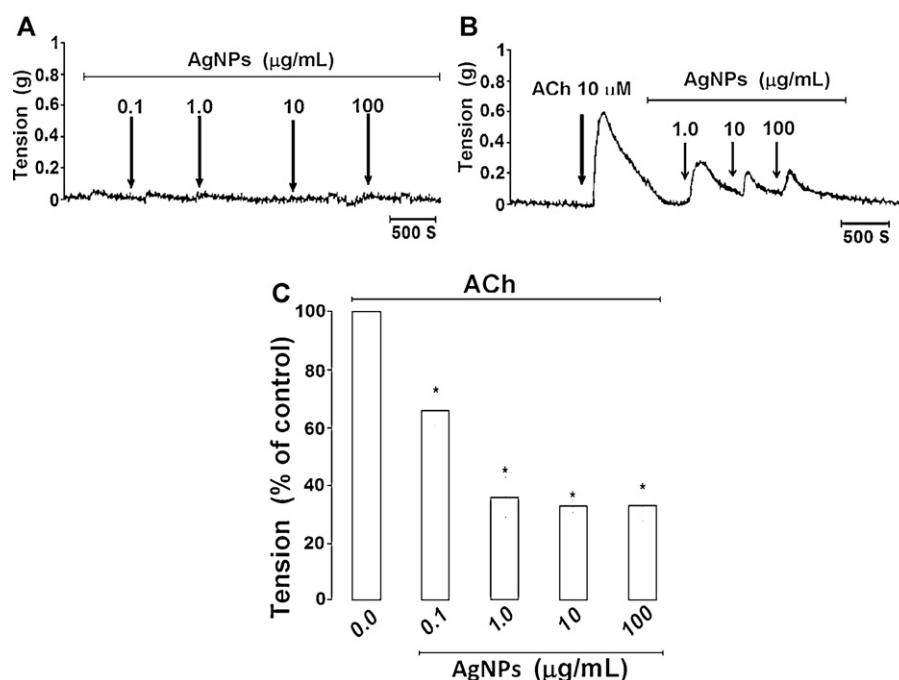 A
AgNPs (μg/mL)
0.1 1.0 10 100
Tension (g)
1
0.8
0.6
0.4
0.2
0
500 S
B
ACh 10 uM
AgNPs (μg/mL)
1.0 10 100
Tension (g)
1
0.8
0.6
0.4
0.2
0
500 S
C
ACh
Tension (% of control)
100
80
60
40
20
0
* * * *
0.0 0.1 1.0 10 100
AgNPs (μg/mL)